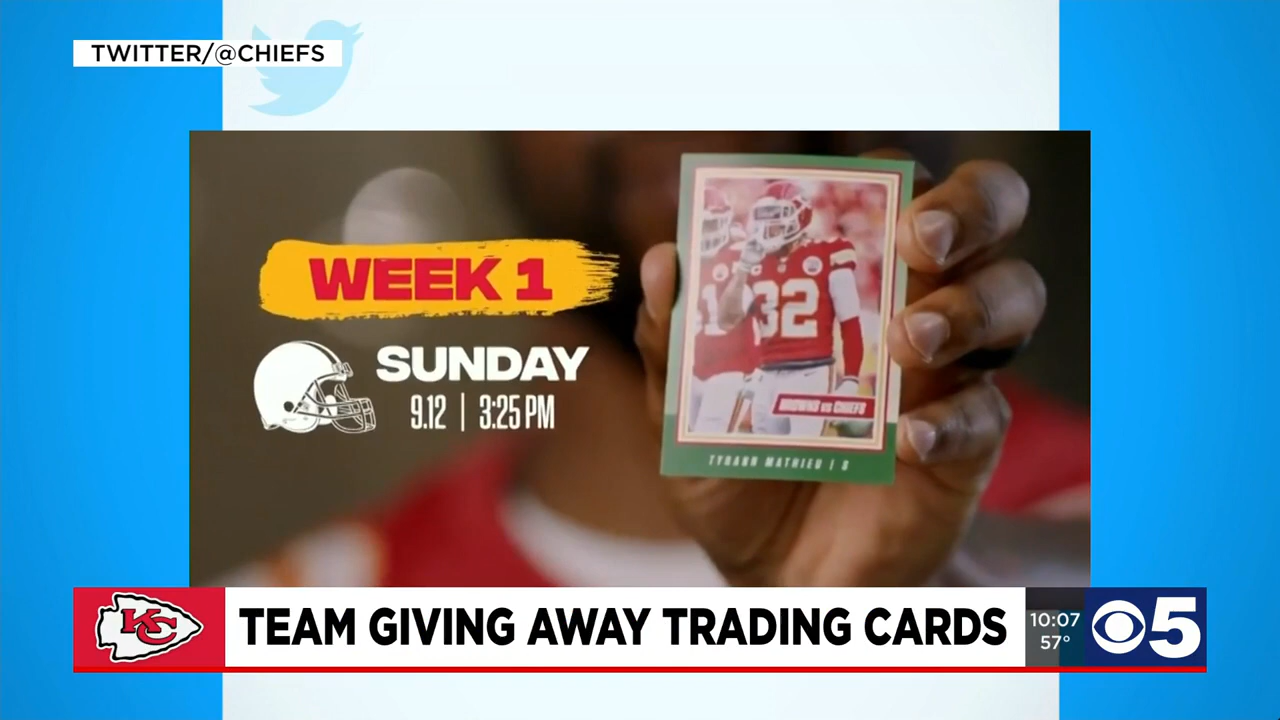 TWITTER/@CHIEFS
WEEK 1
SUNDAY
9.12 | 3:25 PM
32
BROWNS VS CHIEFS
TYRANN MATHIEU | S
KC
TEAM GIVING AWAY TRADING CARDS
10:07
57°
5